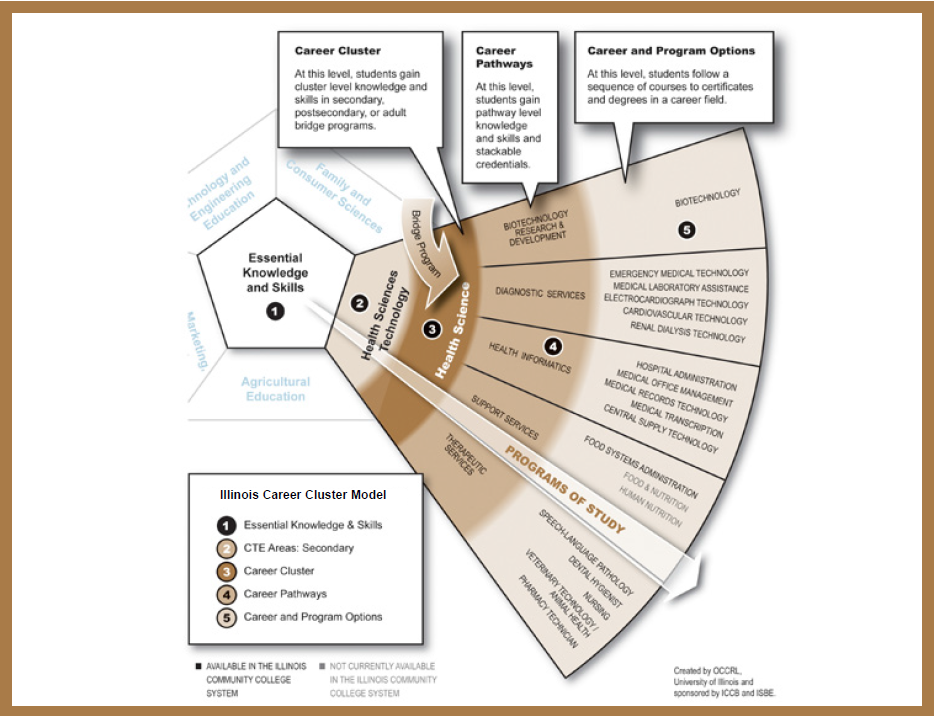 Career Cluster
At this level, students gain
cluster level knowledge and
skills in secondary,
postsecondary, or adult
bridge programs.
Career
Pathways
At this level,
students gain
pathway level
knowledge
and skills and
stackable
credentials.
Career and Program Options
At this level, students follow a
sequence of courses to certificates
and degrees in a career field.
hnology and
Engineering
Education
Family and
Consumer Sciences
Marketing,
Agricultural
Education
Essential
Knowledge
and Skills
1
2
Health Sciences
Technology
Bridge Program
3
Health Science
BIOTECHNOLOGY
RESEARCH &
DEVELOPMENT
DIAGNOSTIC SERVICES
HEALTH INFORMATICS
4
SUPPORT SERVICES
THERAPEUTIC
SERVICES
BIOTECHNOLOGY
5
EMERGENCY MEDICAL TECHNOLOGY
MEDICAL LABORATORY ASSISTANCE
ELECTROCARDIOGRAPH TECHNOLOGY
CARDIOVASCULAR TECHNOLOGY
RENAL DIALYSIS TECHNOLOGY
HOSPITAL ADMINISTRATION
MEDICAL OFFICE MANAGEMENT
MEDICAL RECORDS TECHNOLOGY
MEDICAL TRANSCRIPTION
CENTRAL SUPPLY TECHNOLOGY
FOOD SYSTEMS ADMINISTRATION
FOOD & NUTRITION
HUMAN NUTRITION
PROGRAMS OF STUDY
SPEECH-LANGUAGE PATHOLOGY
DENTAL HYGIENIST
NURSING
VETERINARY TECHNOLOGY /
ANIMAL HEALTH
PHARMACY TECHNICIAN
Illinois Career Cluster Model
1 Essential Knowledge & Skills
2 CTE Areas: Secondary
3 Career Cluster
4 Career Pathways
5 Career and Program Options
AVAILABLE IN THE ILLINOIS
COMMUNITY COLLEGE
SYSTEM
NOT CURRENTLY AVAILABLE
IN THE ILLINOIS COMMUNITY
COLLEGE SYSTEM
Created by OCCRL,
University of Illinois and
sponsored by ICCB and ISBE.